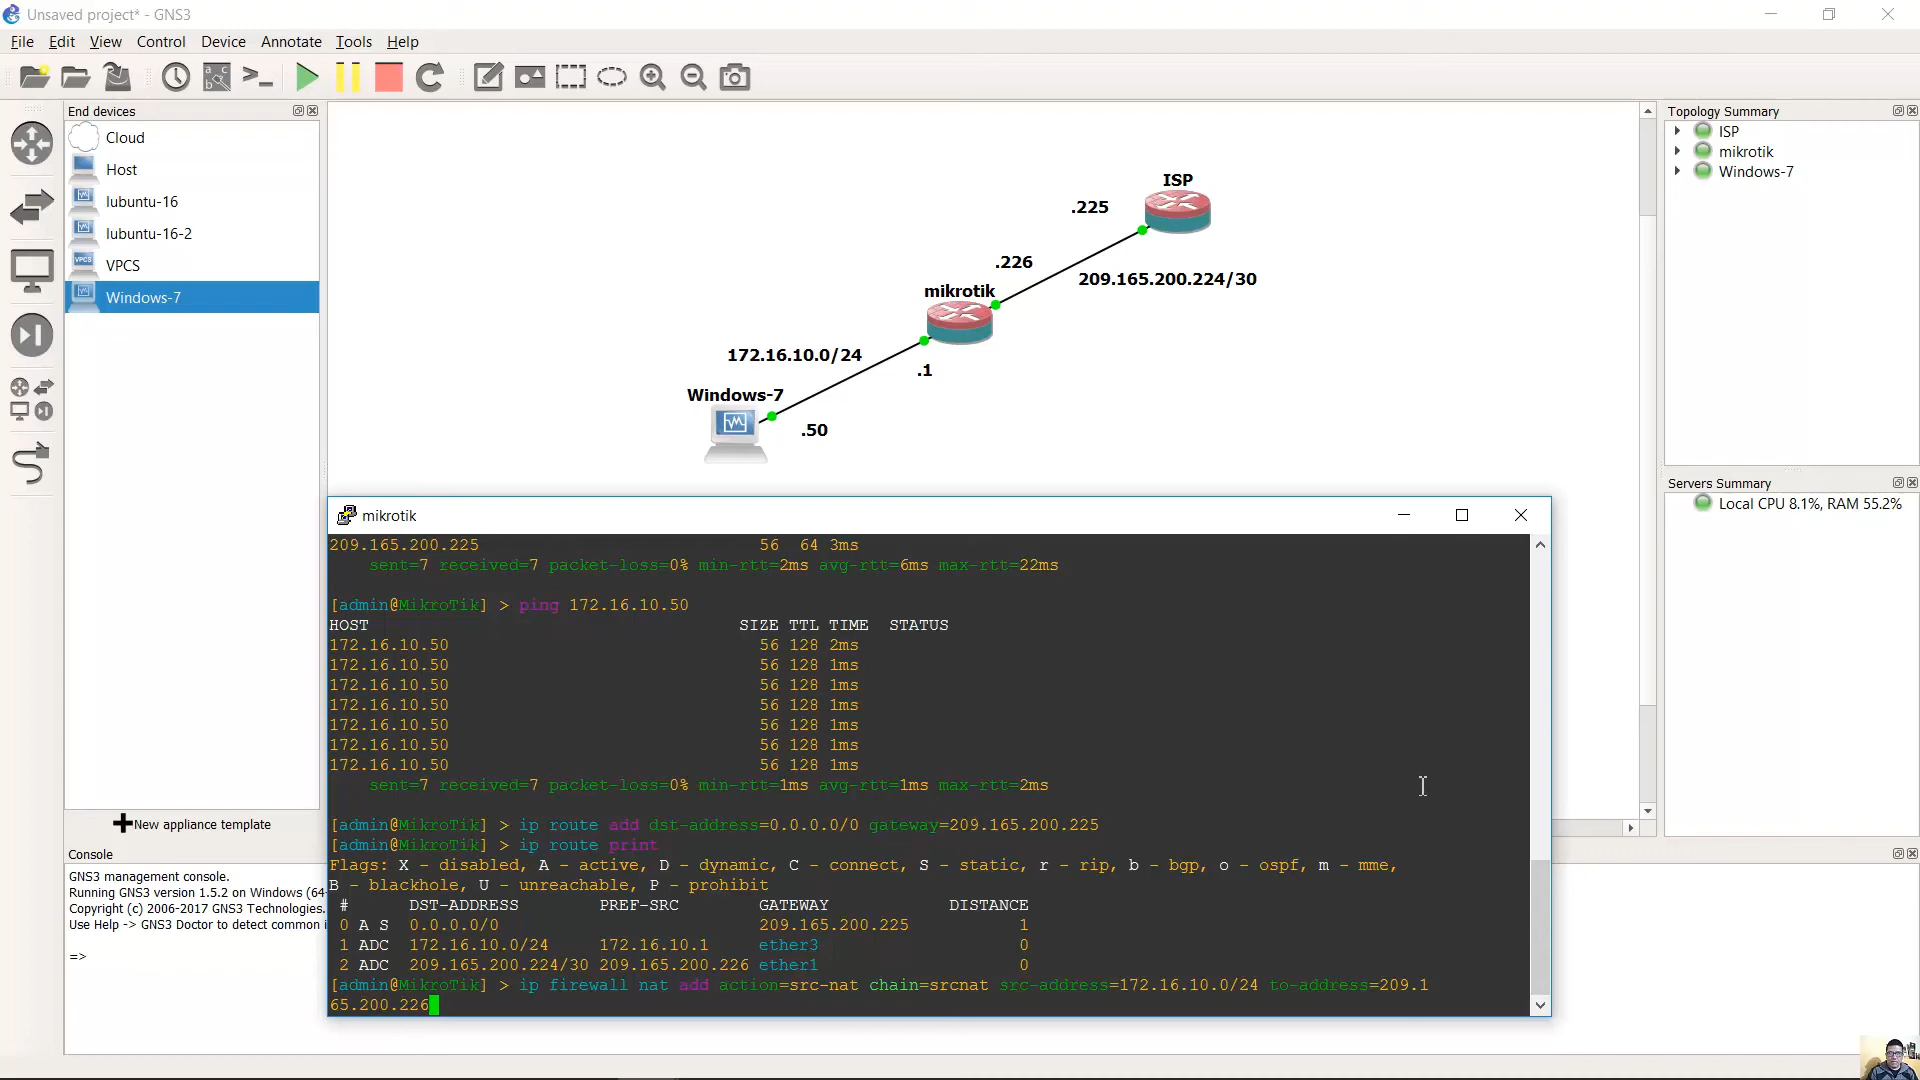 Unsaved project* - GNS3
File Edit View Control Device Annotate Tools Help
End devices
Cloud
Host
lubuntu-16
lubuntu-16-2
VPCS
Windows-7
New appliance template
Topology Summary
ISP
mikrotik
Windows-7
Servers Summary
Local CPU 8.1%, RAM 55.2%
ISP
.225
.226
209.165.200.224/30
mikrotik
172.16.10.0/24
.1
Windows-7
.50
Console
GNS3 management console.
Running GNS3 version 1.5.2 on Windows (64-
Copyright (c) 2006-2017 GNS3 Technologies.
Use Help -> GNS3 Doctor to detect common i
=>
mikrotik
209.165.200.225 56 64 3ms
sent=7 received=7 packet-loss=0% min-rtt=2ms avg-rtt=6ms max-rtt=22ms
[admin@MikroTik] > ping 172.16.10.50
HOST SIZE TTL TIME STATUS
172.16.10.50 56 128 2ms
172.16.10.50 56 128 1ms
172.16.10.50 56 128 1ms
172.16.10.50 56 128 1ms
172.16.10.50 56 128 1ms
172.16.10.50 56 128 1ms
172.16.10.50 56 128 1ms
sent=7 received=7 packet-loss=0% min-rtt=1ms avg-rtt=1ms max-rtt=2ms
[admin@MikroTik] > ip route add dst-address=0.0.0.0/0 gateway=209.165.200.225
[admin@MikroTik] > ip route print
Flags: X - disabled, A - active, D - dynamic, C - connect, S - static, r - rip, b - bgp, o - ospf, m - mme,
B - blackhole, U - unreachable, P - prohibit
# DST-ADDRESS PREF-SRC GATEWAY DISTANCE
0 A S 0.0.0.0/0 209.165.200.225 1
1 ADC 172.16.10.0/24 172.16.10.1 ether3 0
2 ADC 209.165.200.224/30 209.165.200.226 ether1 0
[admin@MikroTik] > ip firewall nat add action=src-nat chain=srcnat src-address=172.16.10.0/24 to-address=209.1
65.200.226